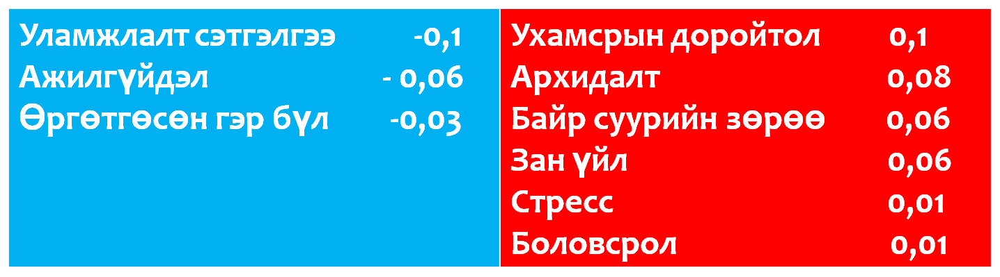 Уламжлалт сэтгэлгээ -0,1
Ажилгүйдэл - 0,06
Өргөтгөсөн гэр бүл -0,03
Ухамсрын доройтол 0,1
Архидалт 0,08
Байр суурийн зөрөө 0,06
Зан үйл 0,06
Стресс 0,01
Боловсрол 0,01